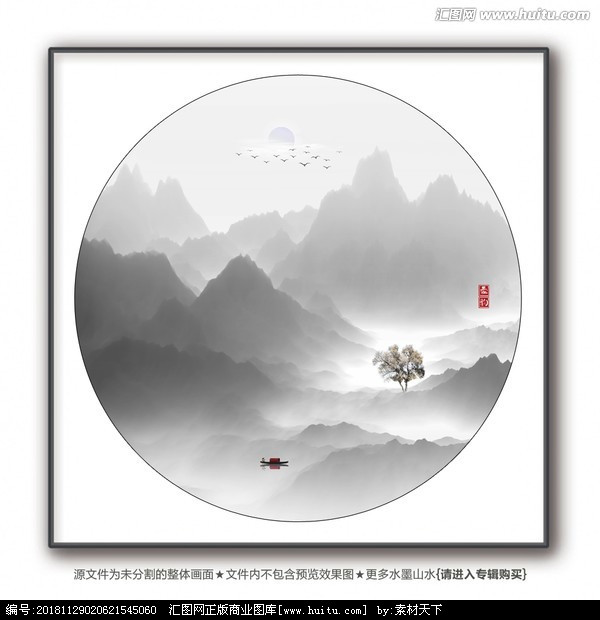 汇图网 www.huitu.com
源文件为未分割的整体画面★文件内不包含预览效果图★更多水墨山水{请进入专辑购买}
编号:20181129020621545060 汇图网正版商业图库[www.huitu.com] by:素材天下